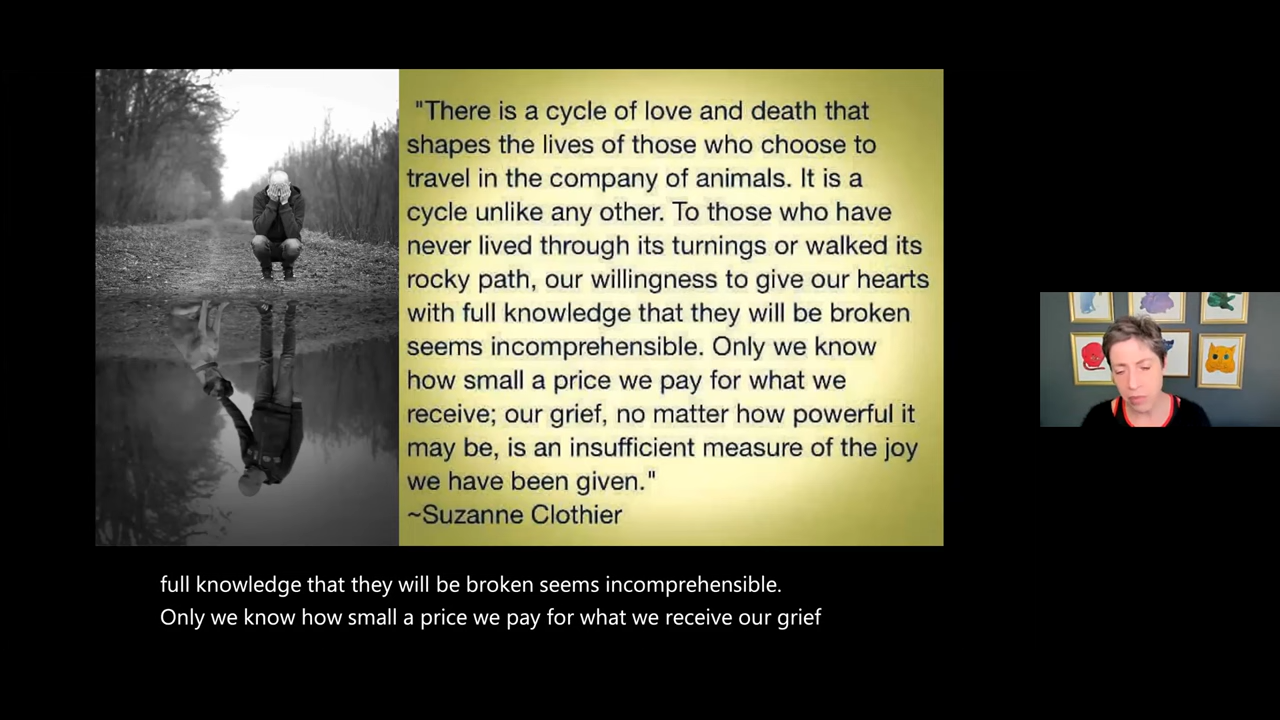 "There is a cycle of love and death that
shapes the lives of those who choose to
travel in the company of animals. It is a
cycle unlike any other. To those who have
never lived through its turnings or walked its
rocky path, our willingness to give our hearts
with full knowledge that they will be broken
seems incomprehensible. Only we know
how small a price we pay for what we
receive; our grief, no matter how powerful it
may be, is an insufficient measure of the joy
we have been given."
~Suzanne Clothier
full knowledge that they will be broken seems incomprehensible.
Only we know how small a price we pay for what we receive our grief